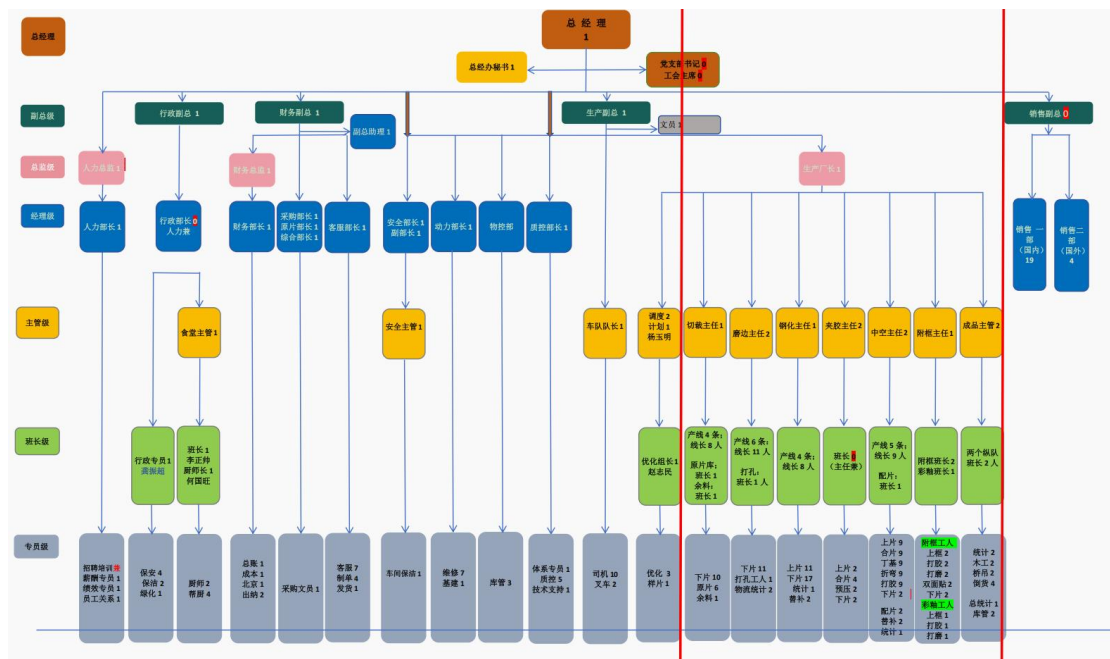 总经理
总 经 理
1
总经办秘书 1
党支部书记 0
工会主席 0
副总级
行政副总 1
财务副总 1
副总助理 1
生产副总 1
文员 1
销售副总 0
总监级
人力总监 1
财务总监 1
生产厂长 1
经理级
人力部长 1
行政部长 0
人力兼
财务部长 1
采购部长 1
原片部长 1
综合部长 1
客服部长 1
安全部长 1
副部长 1
动力部长 1
物控部
质控部长 1
销售 一
部
(国内)
19
销售二
部
(国外)
4
主管级
食堂主管 1
安全主管 1
车队队长 1
调度 2
计划 1
杨玉明
切裁主任 1
磨边主任 2
钢化主任 1
夹胶主任 2
中空主任 2
附框主任 1
成品主管 2
班长级
行政专员 1
龚振超
班长 1
李正帅
厨师长 1
何国旺
优化组长 1
赵志民
产线 4 条;
线长 8 人
原片库:
班长 1
余料:
班长 1
产线 6 条;
线长 11 人
打孔:
班长 1 人
产线 4 条;
线长 8 人
班长 0
(主任兼)
产线 5 条;
线长 9 人
配片:
班长 1
附框班长 2
彩釉班长 1
两个纵队
班长 2 人
专员级
招聘培训兼
薪酬专员 1
绩效专员 1
员工关系 1
保安 4
保洁 2
绿化 1
厨师 2
帮厨 4
总账 1
成本 1
北京 1
出纳 2
采购文员 1
客服 7
制单 4
发货 1
车间保洁 1
维修 7
基建 1
库管 3
体系专员 1
质控 5
技术支持 1
司机 10
叉车 2
优化 3
样片 1
下片 10
原片 6
余料 1
下片 11
打孔工人 1
物流统计 2
上片 11
下片 17
统计 1
替补 2
上片 2
合片 4
预压 2
下片 2
上片 9
合片 9
丁基 9
折弯 9
打胶 9
下片 2
配片 2
替补 2
统计 1
附框工人
上框 2
打胶 2
打磨 2
双面贴 2
下片 2
彩釉工人
上框 1
打胶 1
打磨 1
统计 2
木工 2
桥吊 2
倒货 4
总统计 1
库管 2